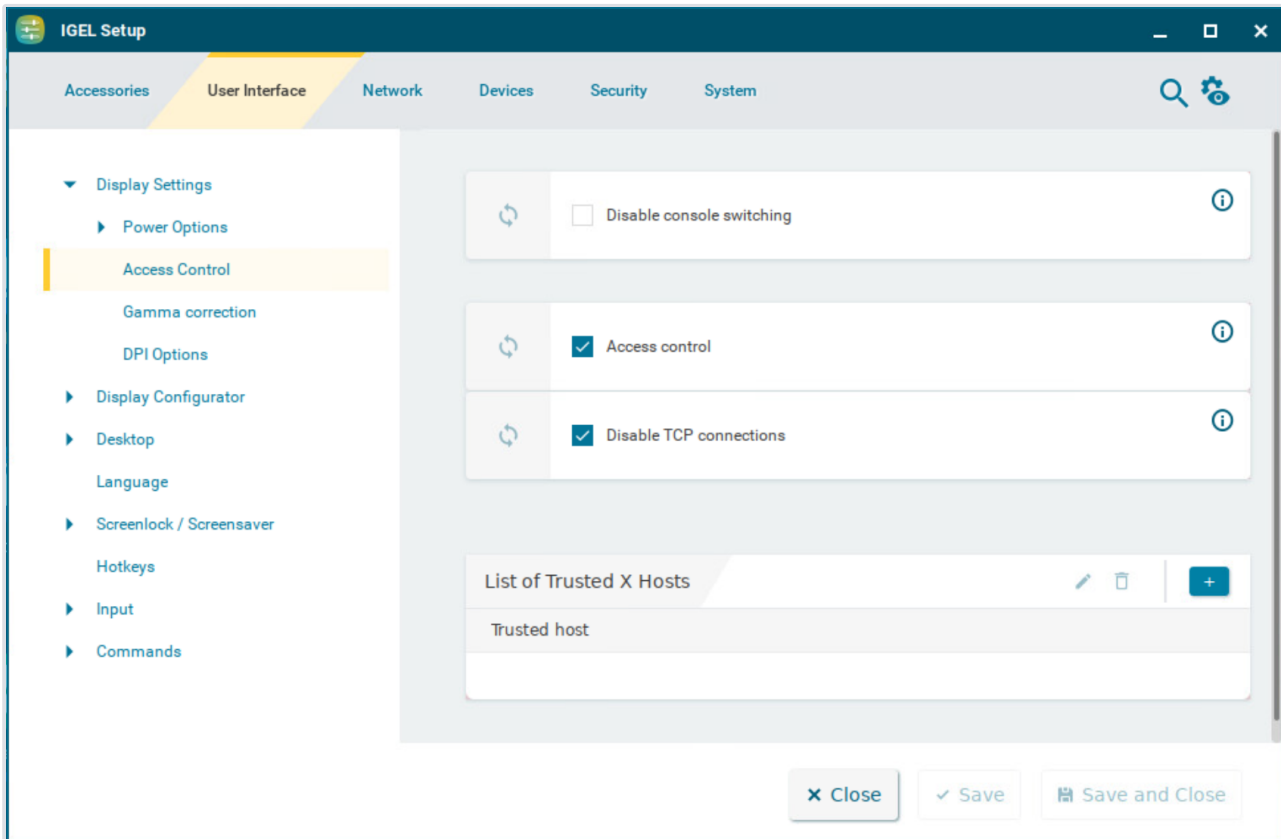 IGEL Setup
Accessories User Interface Network Devices Security System
Display Settings
Power Options
Access Control
Gamma correction
DPI Options
Display Configurator
Desktop
Language
Screenlock / Screensaver
Hotkeys
Input
Commands
Disable console switching
Access control
Disable TCP connections
List of Trusted X Hosts
Trusted host
Close Save Save and Close